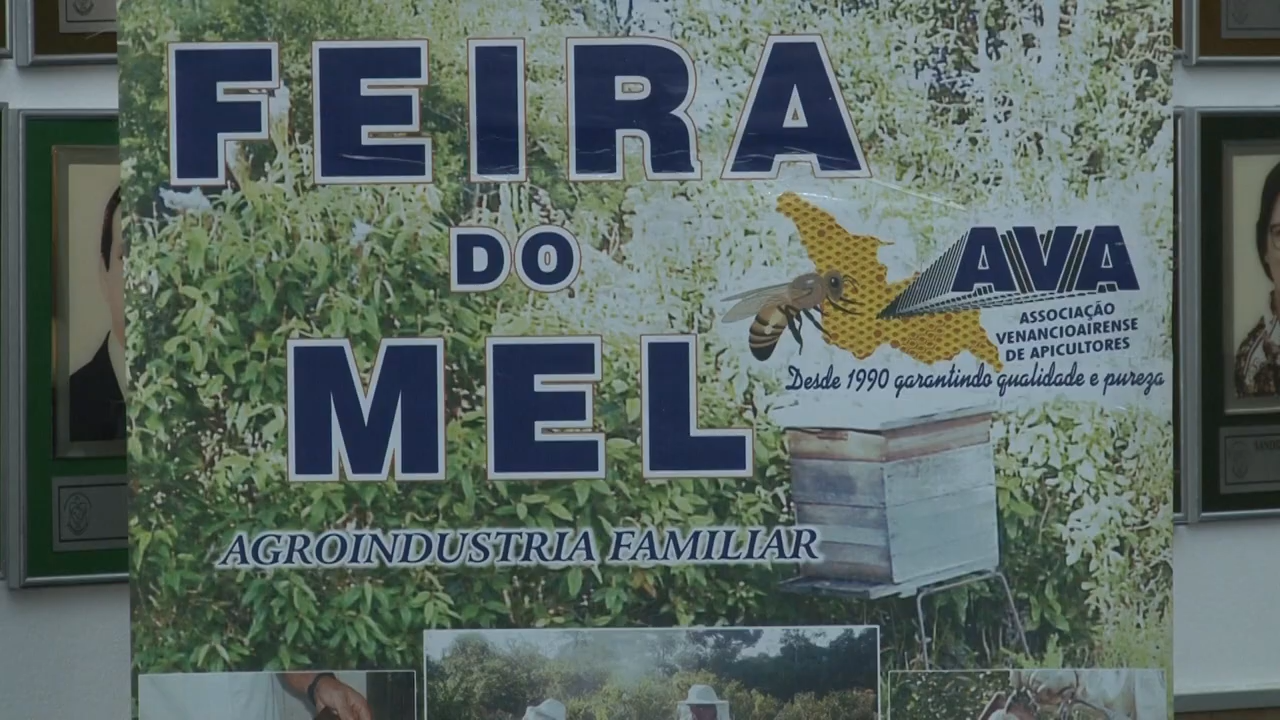 FEIRA
DO
MEL
AVA
ASSOCIAÇÃO
VENANCIOAIRENSE
DE APICULTORES
Desde 1990 garantindo qualidade e pureza
AGROINDUSTRIA FAMILIAR